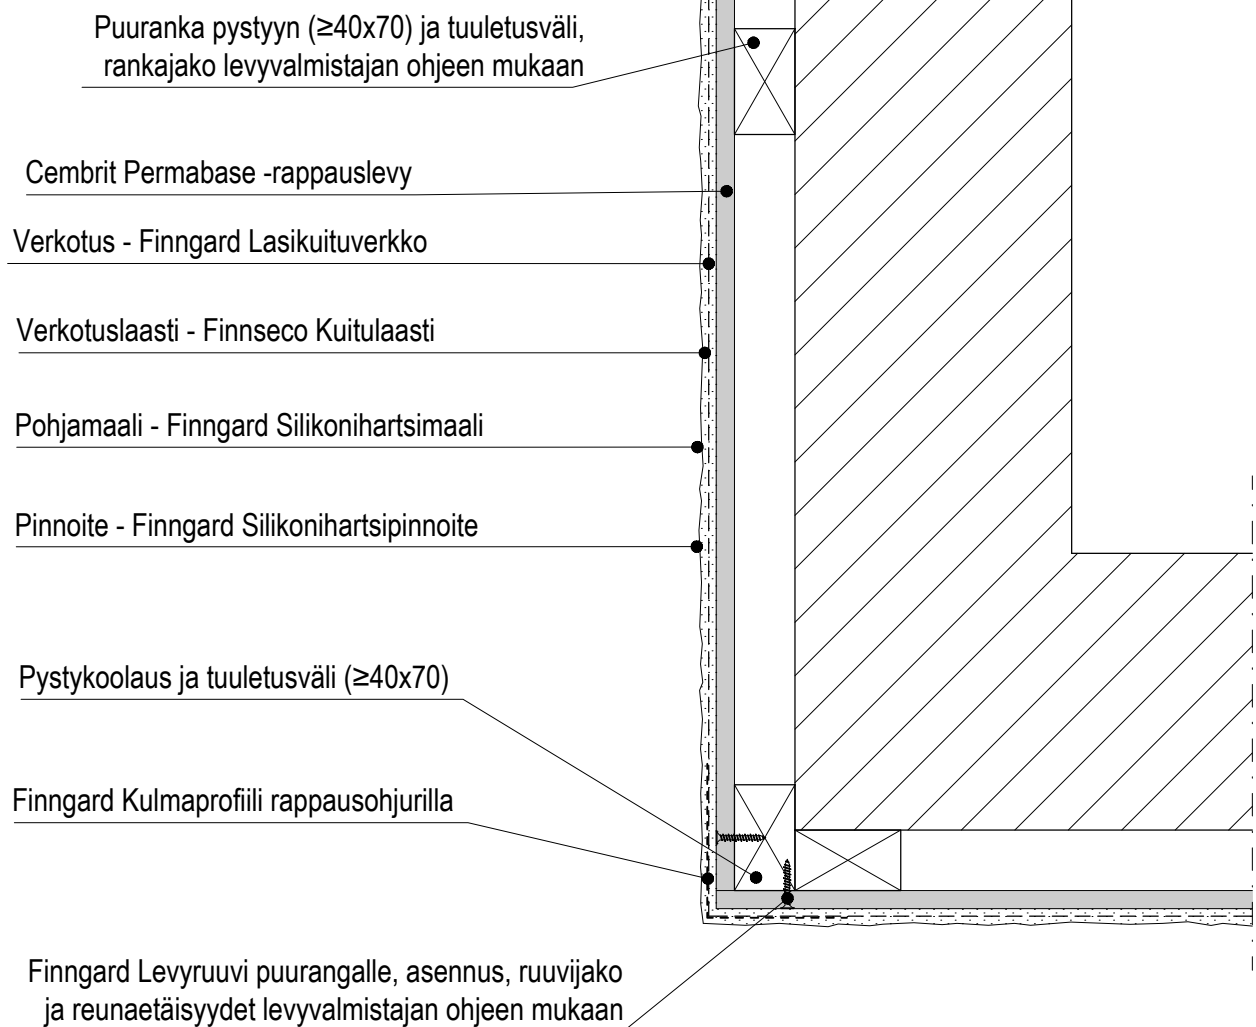 Puuranka pystyyn (≥40x70) ja tuuletusväli,
rankajako levyvalmistajan ohjeen mukaan
Cembrit Permabase -rappauslevy
Verkotus - Finngard Lasikuituverkko
Verkotuslaasti - Finnseco Kuitulaasti
Pohjamaali - Finngard Silikonihartsimaali
Pinnoite - Finngard Silikonihartsipinnoite
Pystykoolaus ja tuuletusväli (≥40x70)
Finngard Kulmaprofiili rappausohjurilla
Finngard Levyruuvi puurangalle, asennus, ruuvijako
ja reunaetäisyydet levyvalmistajan ohjeen mukaan